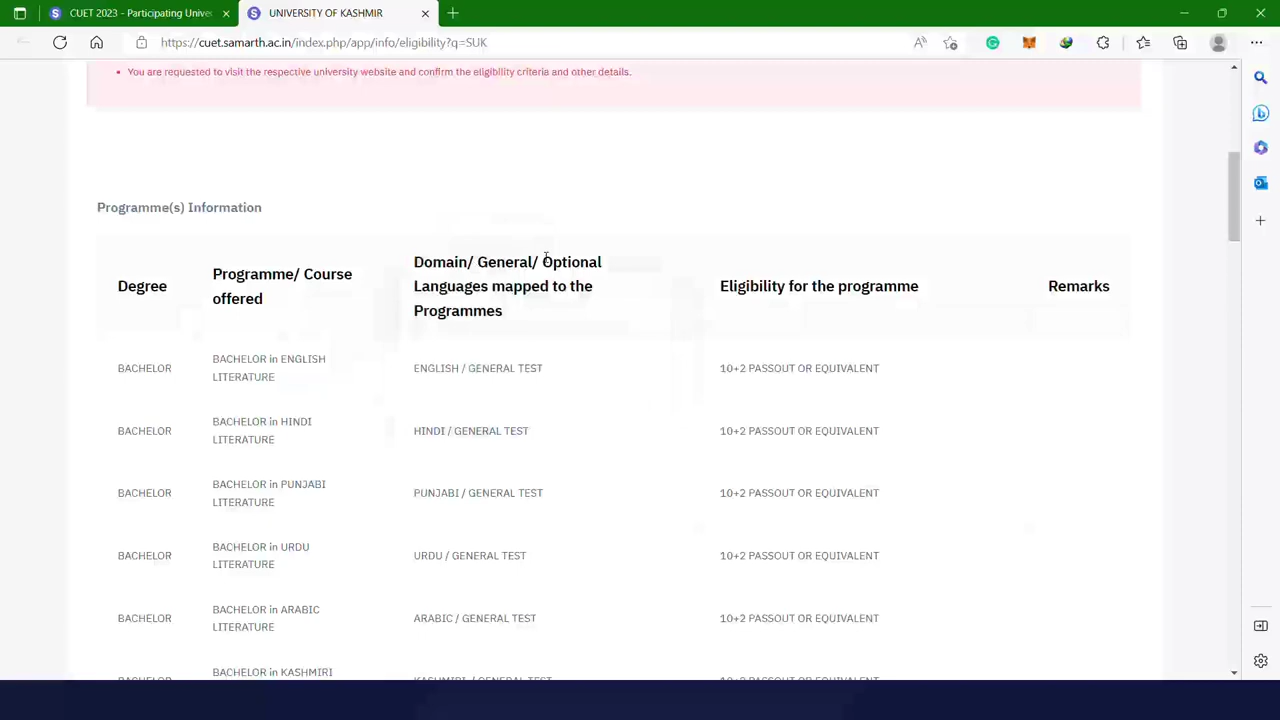 CUET 2023 - Participating Univer
UNIVERSITY OF KASHMIR
https://cuet.samarth.ac.in/index.php/app/info/eligibility?q=SUK
You are requested to visit the respective university website and confirm the eligibility criteria and other details.
Programme(s) Information
Degree
Programme/ Course
offered
Domain/ General/ Optional
Languages mapped to the
Programmes
Eligibility for the programme
Remarks
BACHELOR
BACHELOR in ENGLISH
LITERATURE
ENGLISH / GENERAL TEST
10+2 PASSOUT OR EQUIVALENT
BACHELOR
BACHELOR in HINDI
LITERATURE
HINDI / GENERAL TEST
10+2 PASSOUT OR EQUIVALENT
BACHELOR
BACHELOR in PUNJABI
LITERATURE
PUNJABI / GENERAL TEST
10+2 PASSOUT OR EQUIVALENT
BACHELOR
BACHELOR in URDU
LITERATURE
URDU / GENERAL TEST
10+2 PASSOUT OR EQUIVALENT
BACHELOR
BACHELOR in ARABIC
LITERATURE
ARABIC / GENERAL TEST
10+2 PASSOUT OR EQUIVALENT
BACHELOR in KASHMIRI